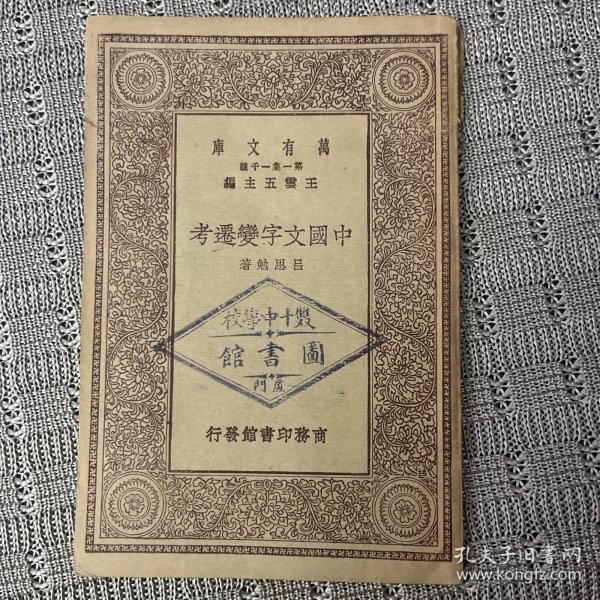 萬有文庫
第一集一千種
王雲五主編
中國文字變遷考
呂思勉著
雙十中學校
圖書館
廈門
商務印書館發行
孔夫子旧书网
www.kongfz.com